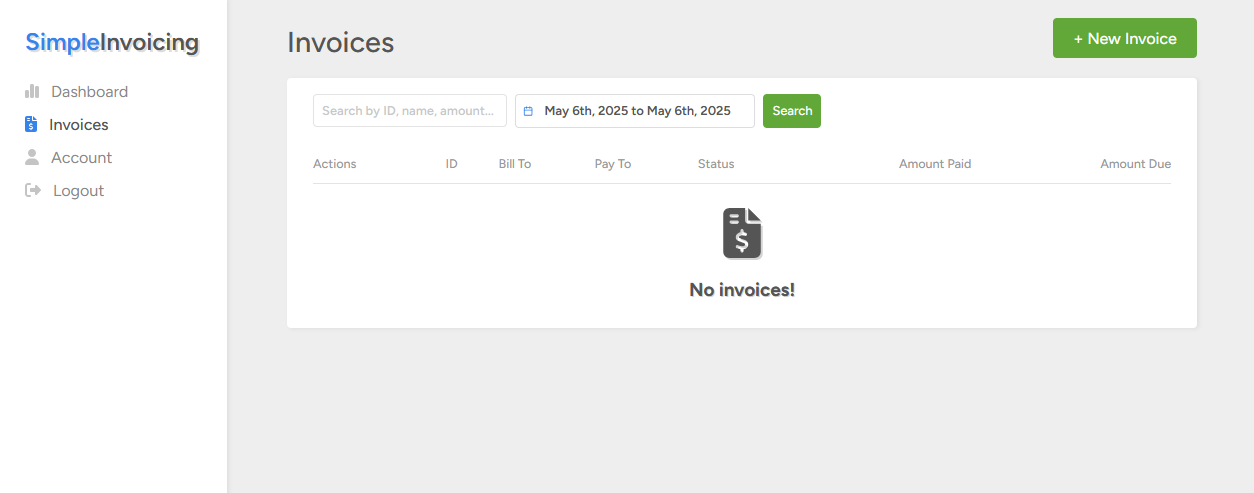 SimpleInvoicing
Dashboard
Invoices
Account
Logout
Invoices
+ New Invoice
Search by ID, name, amount...
May 6th, 2025 to May 6th, 2025
Search
Actions ID Bill To Pay To Status Amount Paid Amount Due
$
No invoices!